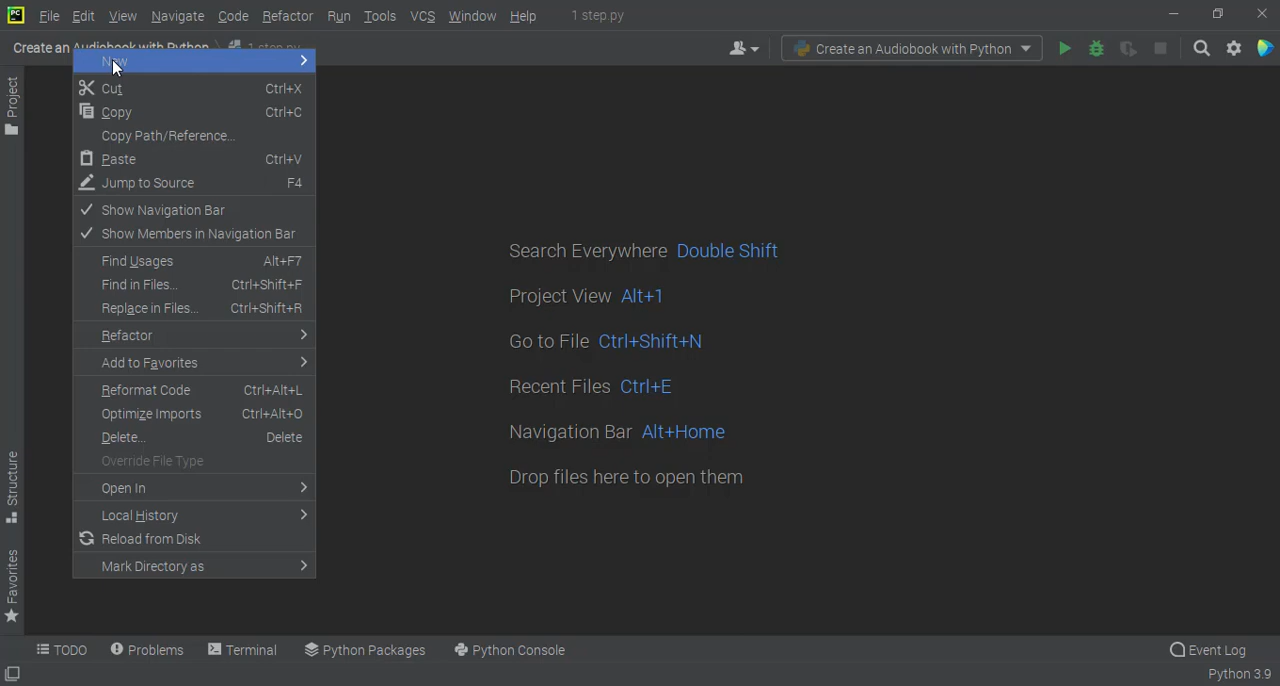 PC File Edit View Navigate Code Refactor Run Tools VCS Window Help 1 step.py
Create an Audiobook with Python 1 step.py Create an Audiobook with Python
New
Cut Ctrl+X
Copy Ctrl+C
Copy Path/Reference...
Paste Ctrl+V
Jump to Source F4
Show Navigation Bar
Show Members in Navigation Bar
Find Usages Alt+F7
Find in Files... Ctrl+Shift+F
Replace in Files... Ctrl+Shift+R
Refactor
Add to Favorites
Reformat Code Ctrl+Alt+L
Optimize Imports Ctrl+Alt+O
Delete... Delete
Override File Type
Open In
Local History
Reload from Disk
Mark Directory as
Project
Structure
Favorites
Search Everywhere Double Shift
Project View Alt+1
Go to File Ctrl+Shift+N
Recent Files Ctrl+E
Navigation Bar Alt+Home
Drop files here to open them
TODO Problems Terminal Python Packages Python Console Event Log
Python 3.9